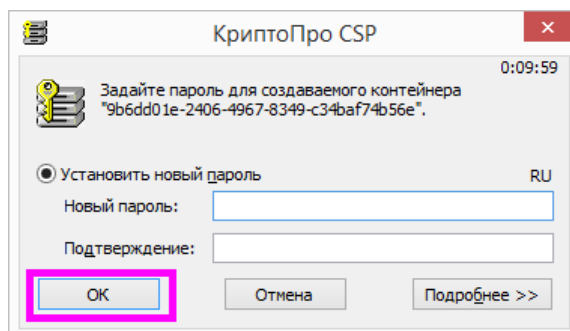 КриптоПро CSP
0:09:59
Задайте пароль для создаваемого контейнера
"9b6dd01e-2406-4967-8349-c34baf74b56e".
Установить новый пароль
RU
Новый пароль:
Подтверждение:
ОК
Отмена
Подробнее >>